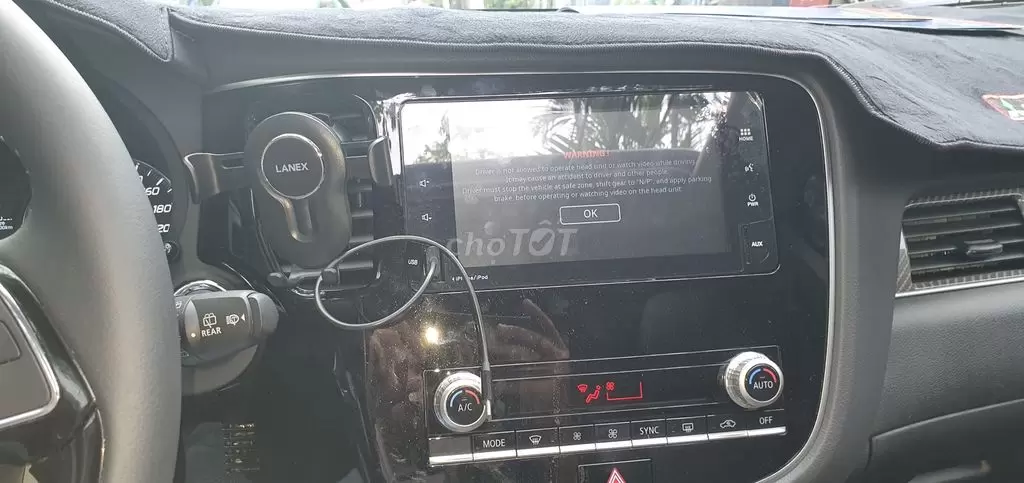 LANEX
WARNING!
Driver is not allowed to operate head unit or watch video while driving.
It may cause an accident to driver and other people.
Driver must stop the vehicle at safe zone, shift gear to "N/P", and apply parking
brake, before operating or watching video on the head unit.
OK
HOME
PWR
AUX
USB
iPhone/iPod
choTỐT
160
180
REAR
A/C
AUTO
MODE
SYNC
OFF